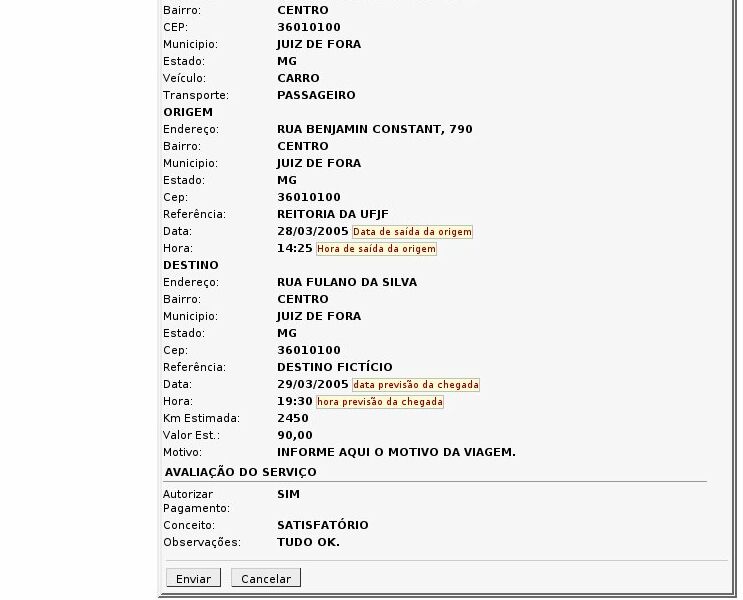 Bairro: CENTRO
CEP: 36010100
Municipio: JUIZ DE FORA
Estado: MG
Veículo: CARRO
Transporte: PASSAGEIRO
ORIGEM
Endereço: RUA BENJAMIN CONSTANT, 790
Bairro: CENTRO
Municipio: JUIZ DE FORA
Estado: MG
Cep: 36010100
Referência: REITORIA DA UFJF
Data: 28/03/2005 Data de saída da origem
Hora: 14:25 Hora de saída da origem
DESTINO
Endereço: RUA FULANO DA SILVA
Bairro: CENTRO
Municipio: JUIZ DE FORA
Estado: MG
Cep: 36010100
Referência: DESTINO FICTÍCIO
Data: 29/03/2005 data previsão da chegada
Hora: 19:30 hora previsão da chegada
Km Estimada: 2450
Valor Est.: 90,00
Motivo: INFORME AQUI O MOTIVO DA VIAGEM.
AVALIAÇÃO DO SERVIÇO
Autorizar SIM
Pagamento:
Conceito: SATISFATÓRIO
Observações: TUDO OK.
Enviar Cancelar